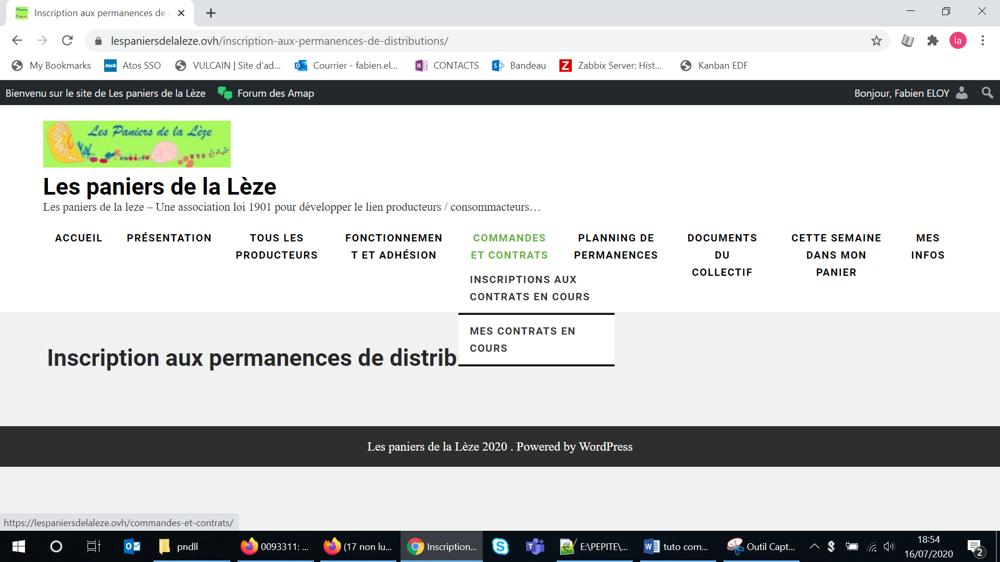 Inscription aux permanences de
lespaniersdelaleze.ovh/inscription-aux-permanences-de-distributions/
la
My Bookmarks
Atos SSO
VULCAIN | Site d'ad...
Courrier - fabien.el...
CONTACTS
Bandeau
Zabbix Server: Hist...
Kanban EDF
Bienvenu sur le site de Les paniers de la Lèze
Forum des Amap
Bonjour, Fabien ELOY
Les Paniers de la Lèze
Les paniers de la Lèze
Les paniers de la leze – Une association loi 1901 pour développer le lien producteurs / consommacteurs…
ACCUEIL
PRÉSENTATION
TOUS LES
PRODUCTEURS
FONCTIONNEMEN
T ET ADHÉSION
COMMANDES
ET CONTRATS
PLANNING DE
PERMANENCES
DOCUMENTS
DU
COLLECTIF
CETTE SEMAINE
DANS MON
PANIER
MES
INFOS
INSCRIPTIONS AUX
CONTRATS EN COURS
MES CONTRATS EN
COURS
Inscription aux permanences de distrib
Les paniers de la Lèze 2020 . Powered by WordPress
https://lespaniersdelaleze.ovh/commandes-et-contrats/
pndll
0093311: ...
(17 non lu...
Inscription...
E:\PEPITE\...
tuto com...
Outil Capt...
18:54
16/07/2020
2